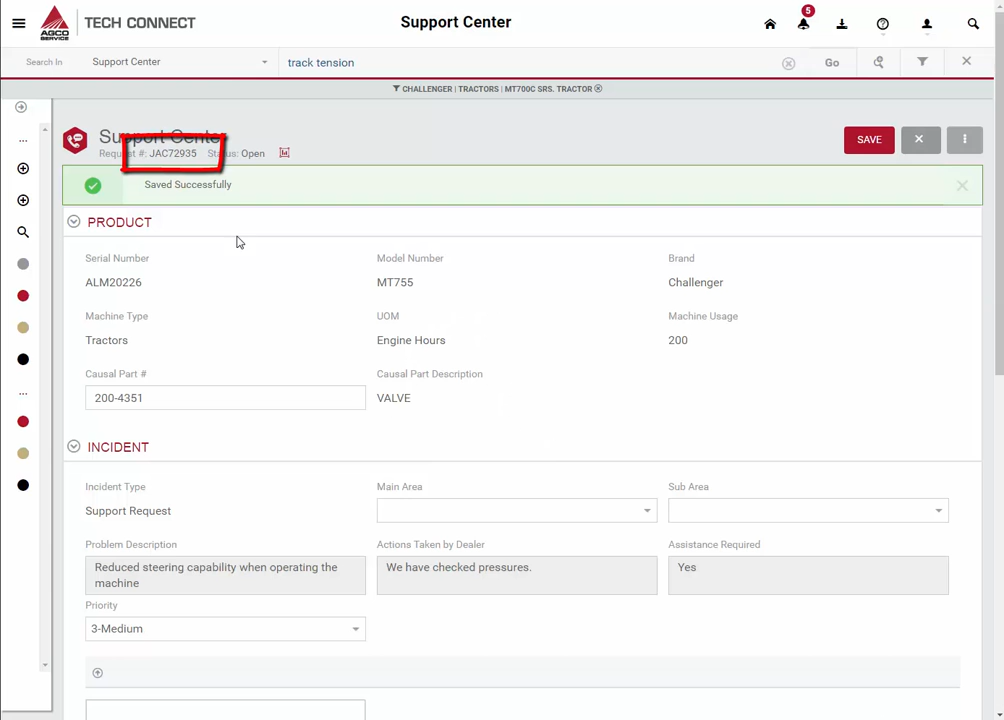 AGCO
SERVICE
TECH CONNECT
Support Center
5
Search In
Support Center
track tension
Go
CHALLENGER | TRACTORS | MT700C SRS. TRACTOR
Support Center
Request #: JAC72935 Status: Open
SAVE
Saved Successfully
PRODUCT
Serial Number
Model Number
Brand
ALM20226
MT755
Challenger
Machine Type
UOM
Machine Usage
Tractors
Engine Hours
200
Causal Part #
Causal Part Description
200-4351
VALVE
INCIDENT
Incident Type
Main Area
Sub Area
Support Request
Problem Description
Actions Taken by Dealer
Assistance Required
Reduced steering capability when operating the
machine
We have checked pressures.
Yes
Priority
3-Medium